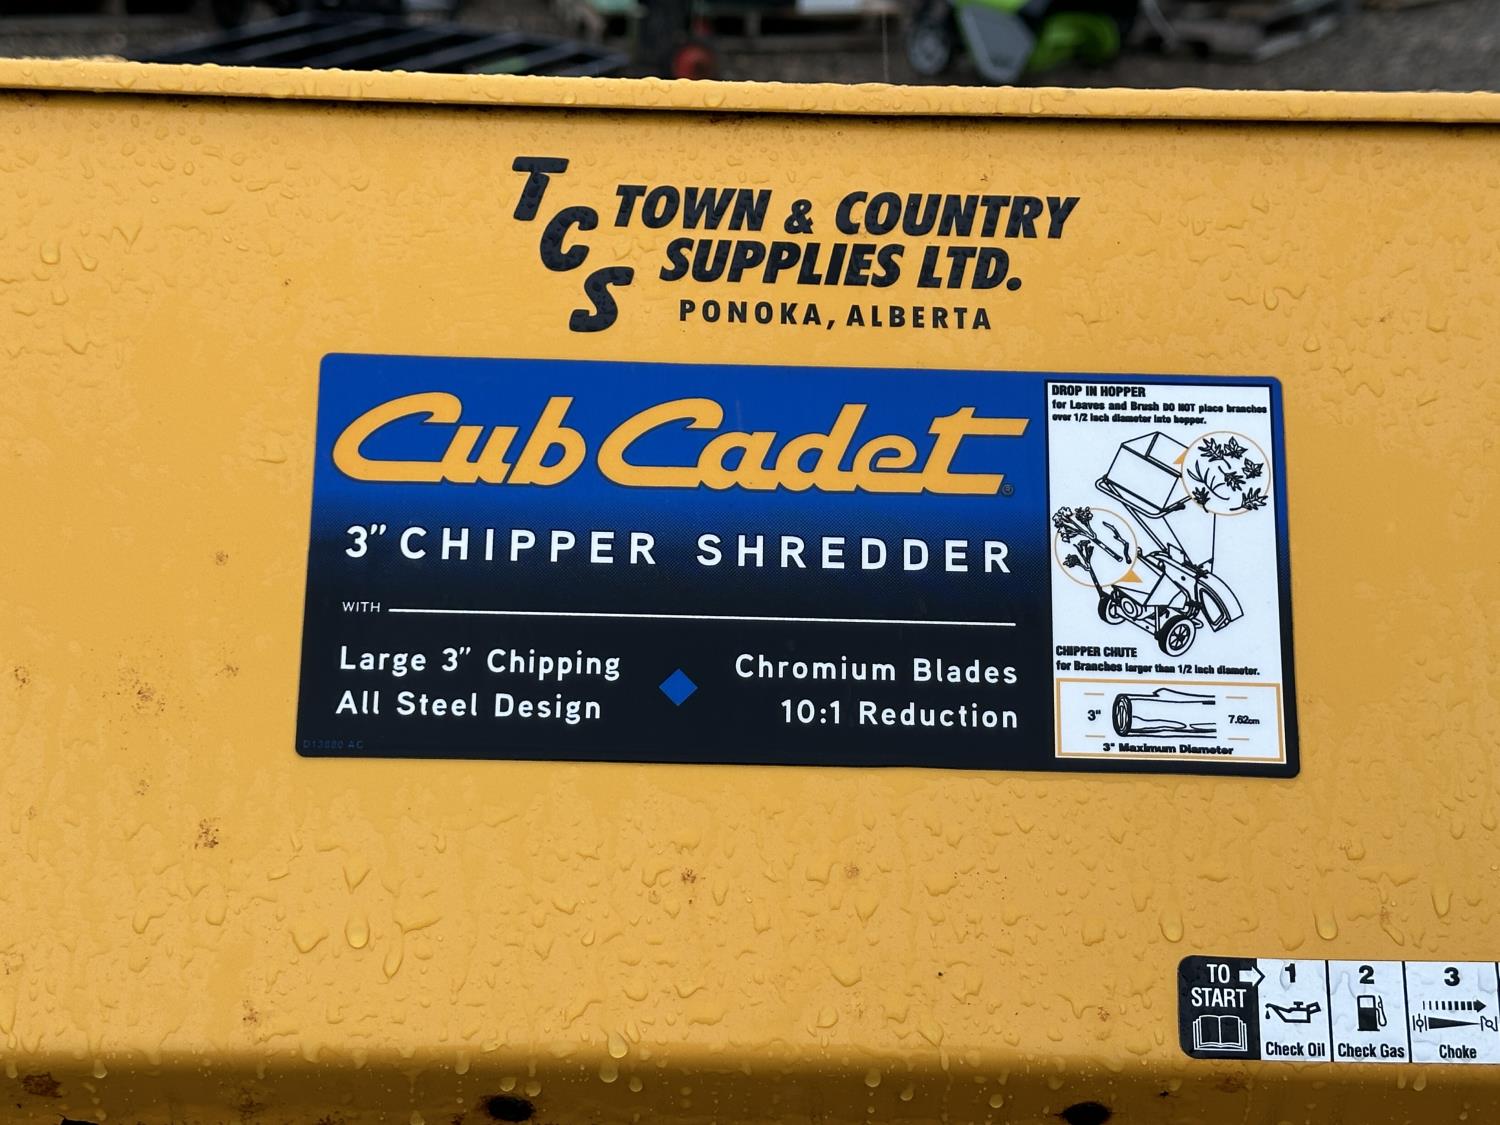 TCS
TOWN & COUNTRY
SUPPLIES LTD.
PONOKA, ALBERTA
Cub Cadet®
3" CHIPPER SHREDDER
WITH
Large 3" Chipping
All Steel Design
Chromium Blades
10:1 Reduction
DROP IN HOPPER
for Leaves and Brush DO NOT place branches
over 1/2 inch diameter into hopper.
CHIPPER CHUTE
for Branches larger than 1/2 inch diameter.
3"
7.62cm
3" Maximum Diameter
TO
START
1
Check Oil
2
Check Gas
3
Choke